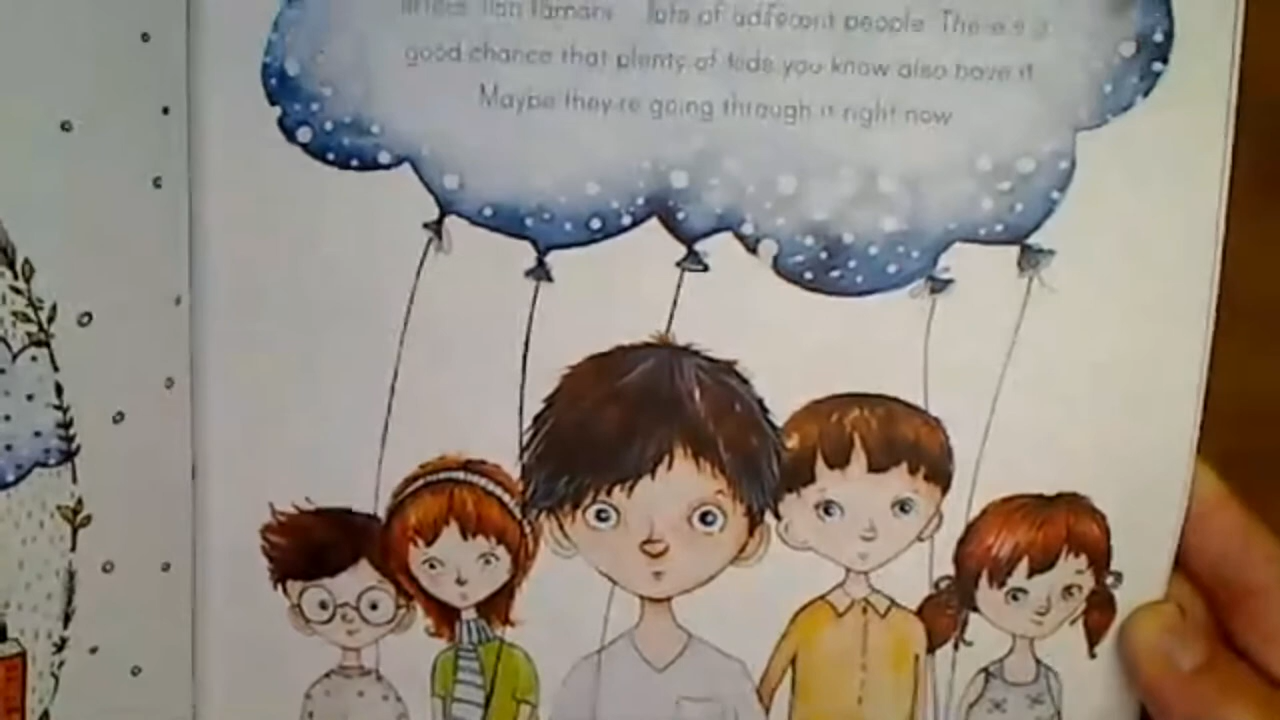 lots of different people. There's a
good chance that plenty of kids you know also have it.
Maybe they're going through it right now